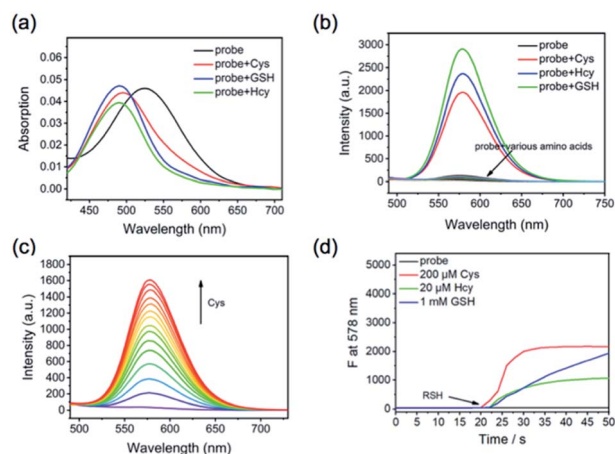 (a)
probe
probe+Cys
probe+GSH
probe+Hcy
0.06
0.05
0.04
0.03
0.02
0.01
0.00
Absorption
450 500 550 600 650 700
Wavelength (nm)
(b)
probe
probe+Cys
probe+Hcy
probe+GSH
3000
2500
2000
1500
1000
500
0
Intensity (a.u.)
probe+various amino acids
500 550 600 650 700 750
Wavelength (nm)
(c)
1800
1600
1400
1200
1000
800
600
400
200
0
Intensity (a.u.)
Cys
500 550 600 650 700
Wavelength (nm)
(d)
probe
200 μM Cys
20 μM Hcy
1 mM GSH
5000
4000
3000
2000
1000
0
F at 578 nm
RSH
0 5 10 15 20 25 30 35 40 45 50
Time / s